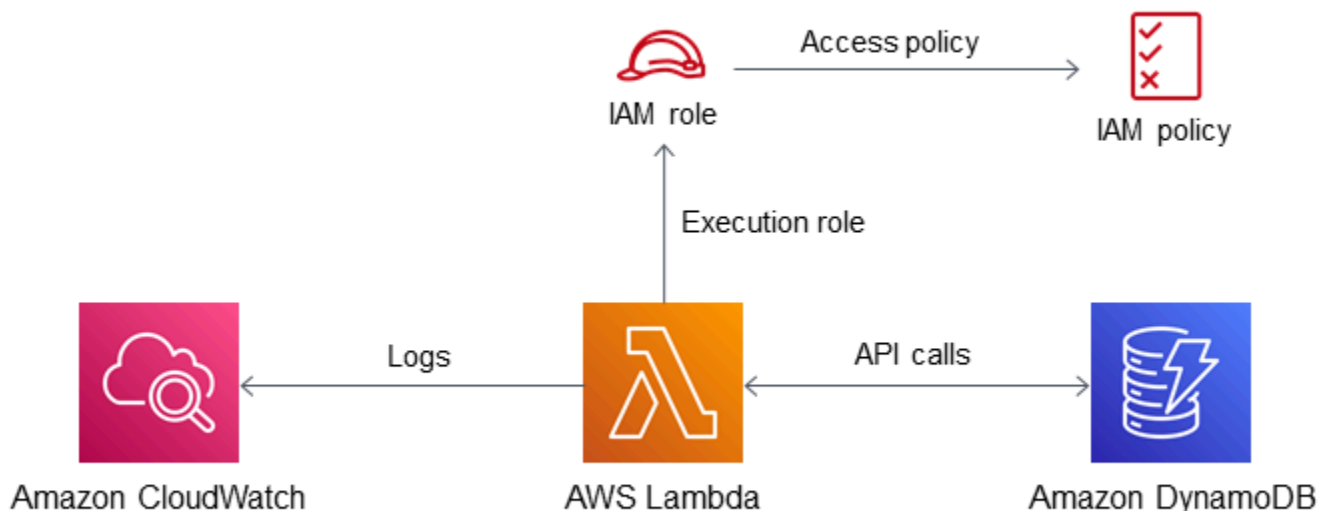 Access policy
IAM role
IAM policy
Execution role
Logs
API calls
Amazon CloudWatch
AWS Lambda
Amazon DynamoDB